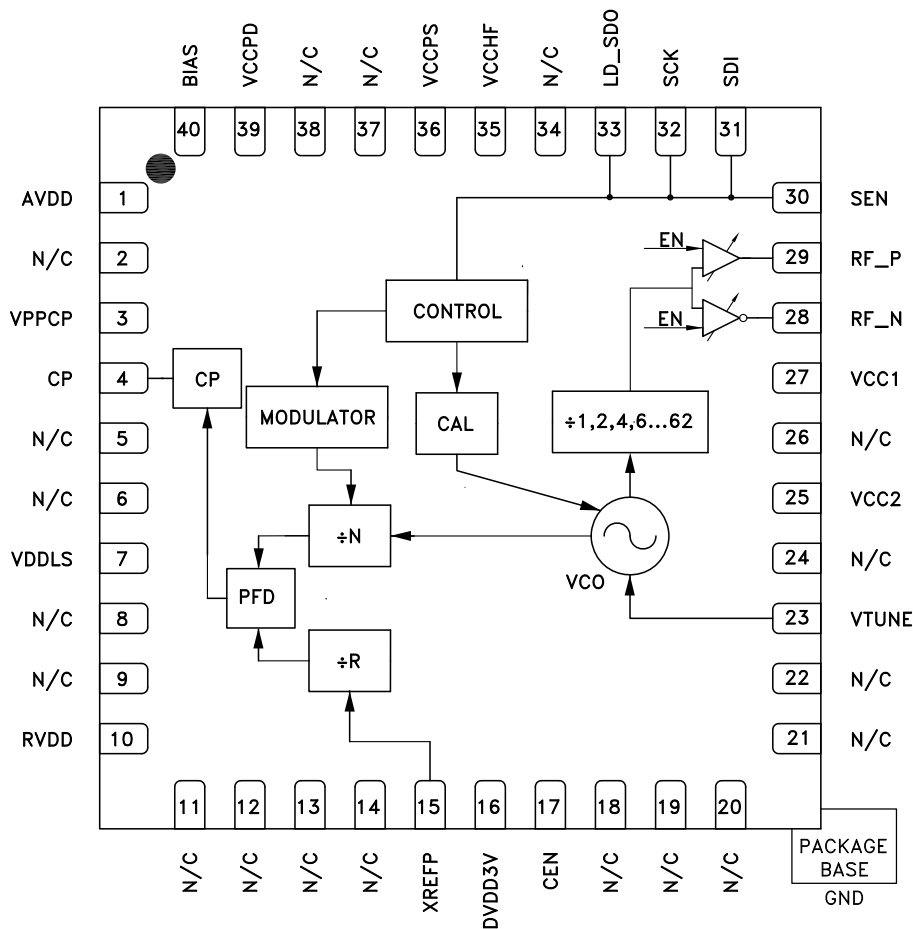 BIAS
VCCPD
N/C
N/C
VCCPS
VCCHF
N/C
LD_SDO
SCK
SDI
40
39
38
37
36
35
34
33
32
31
AVDD
1
30
SEN
N/C
2
EN
29
RF_P
VPPCP
3
CONTROL
EN
28
RF_N
CP
4
CP
27
VCC1
N/C
5
MODULATOR
CAL
÷1,2,4,6...62
26
N/C
N/C
6
25
VCC2
VDDLS
7
÷N
VCO
24
N/C
N/C
8
PFD
23
VTUNE
N/C
9
÷R
22
N/C
RVDD
10
21
N/C
11
12
13
14
15
16
17
18
19
20
N/C
N/C
N/C
N/C
XREFP
DVDD3V
CEN
N/C
N/C
N/C
PACKAGE
BASE
GND